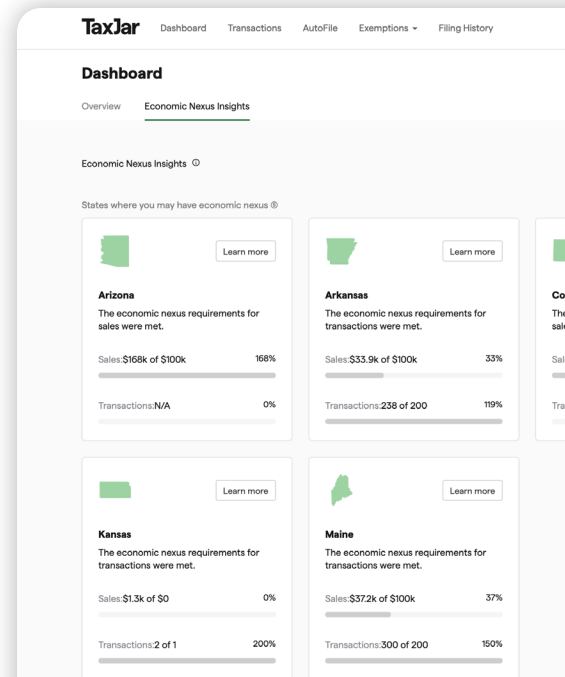 TaxJar Dashboard Transactions AutoFile Exemptions Filing History
Dashboard
Overview Economic Nexus Insights
Economic Nexus Insights
States where you may have economic nexus
Learn more
Arizona
The economic nexus requirements for
sales were met.
Sales:$168k of $100k 168%
Transactions:N/A 0%
Learn more
Arkansas
The economic nexus requirements for
transactions were met.
Sales:$33.9k of $100k 33%
Transactions:238 of 200 119%
Learn more
Kansas
The economic nexus requirements for
transactions were met.
Sales:$1.3k of $0 0%
Transactions:2 of 1 200%
Learn more
Maine
The economic nexus requirements for
transactions were met.
Sales:$37.2k of $100k 37%
Transactions:300 of 200 150%